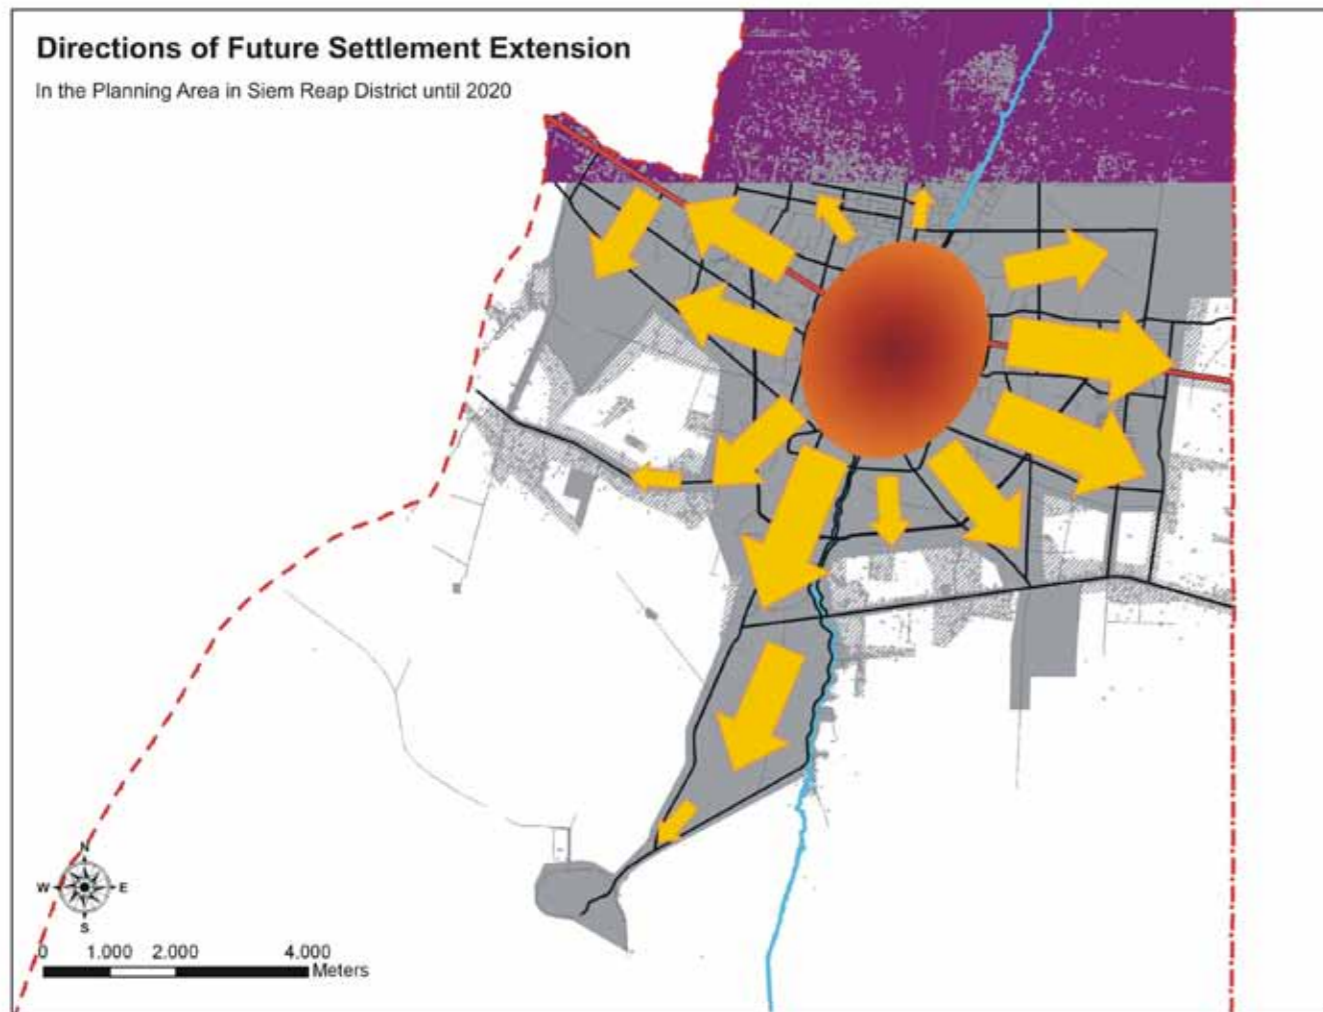 Directions of Future Settlement Extension
In the Planning Area in Siem Reap District until 2020
N
W E
S
0 1.000 2.000 4.000
Meters